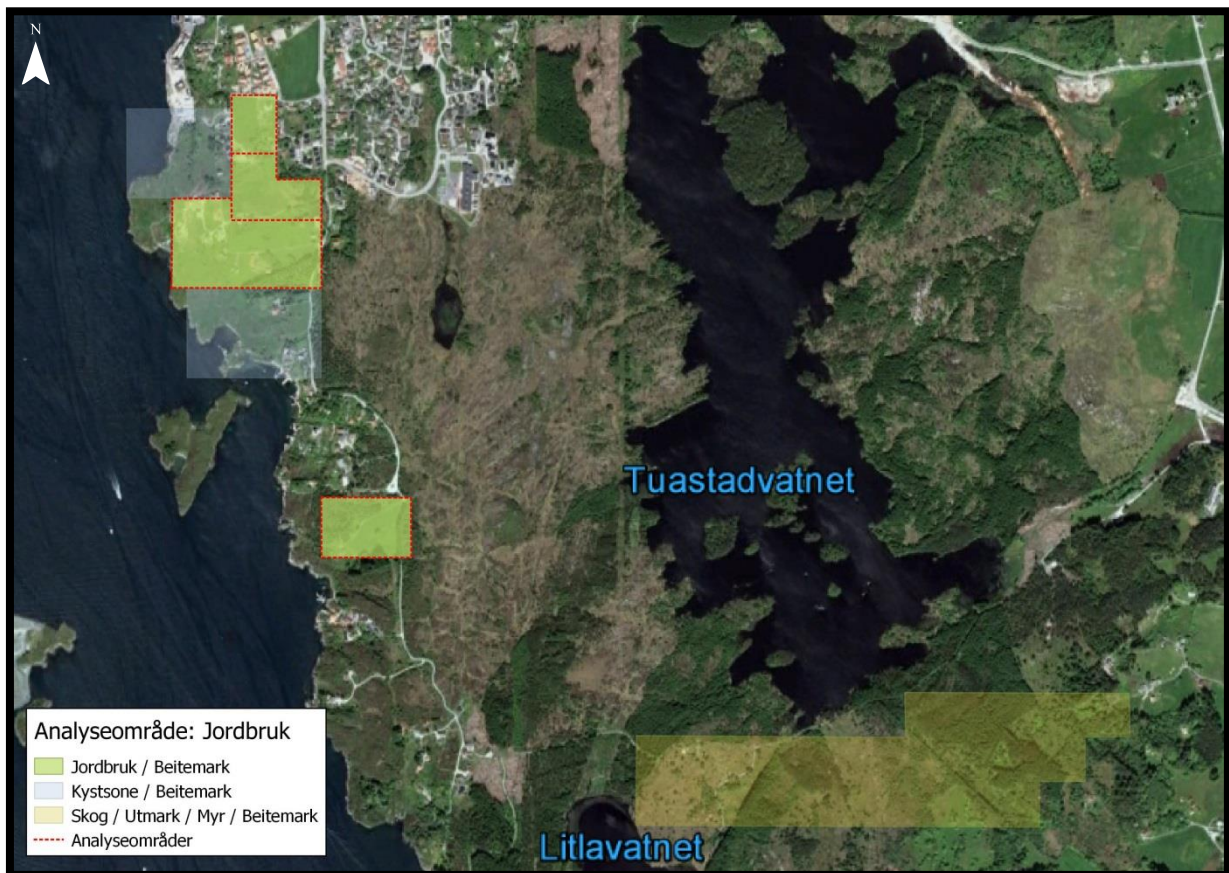 N
Tuastadvatnet
Analyseområde: Jordbruk
Jordbruk / Beitemark
Kystsone / Beitemark
Skog / Utmark / Myr / Beitemark
Analyseområder
Litlavatnet